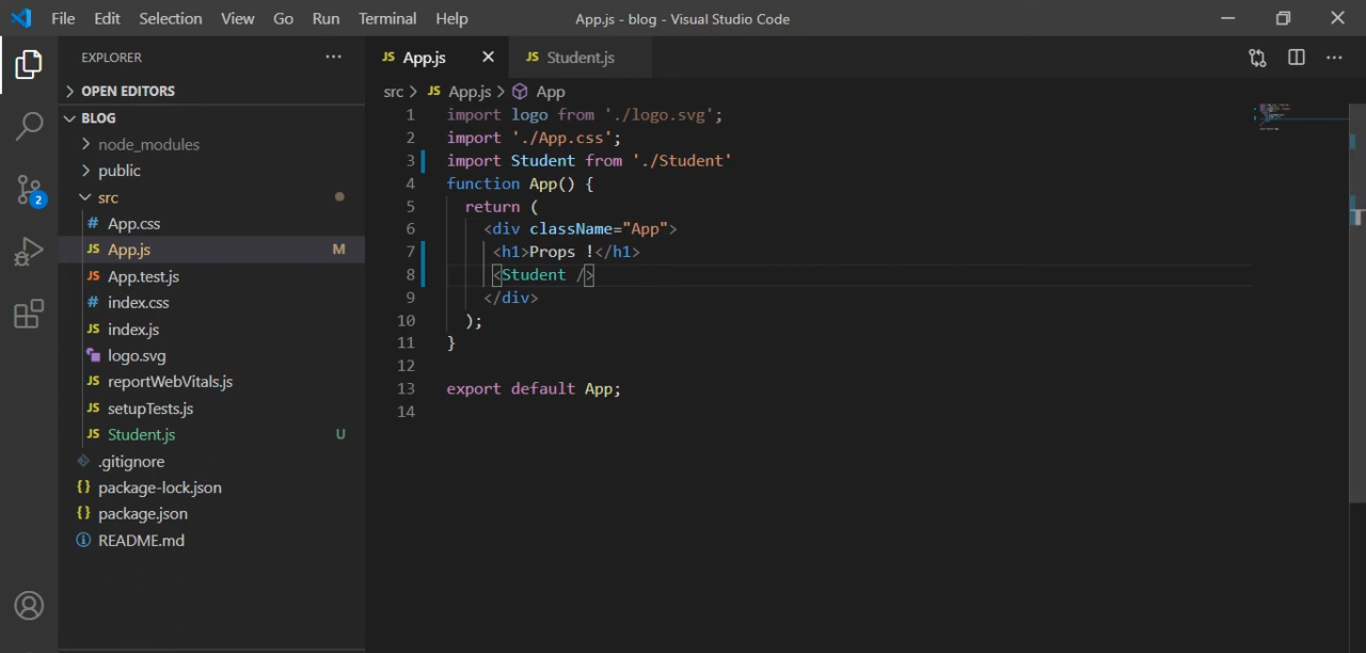 File Edit Selection View Go Run Terminal Help App.js - blog - Visual Studio Code
EXPLORER
OPEN EDITORS
BLOG
node_modules
public
src
# App.css
JS App.js M
JS App.test.js
# index.css
JS index.js
logo.svg
JS reportWebVitals.js
JS setupTests.js
JS Student.js U
.gitignore
{} package-lock.json
{} package.json
README.md
2
JS App.js JS Student.js
src > JS App.js > App
1 import logo from './logo.svg';
2 import './App.css';
3 import Student from './Student'
4 function App() {
5 return (
6 <div className="App">
7 <h1>Props !</h1>
8 <Student />
9 </div>
10 );
11 }
12
13 export default App;
14